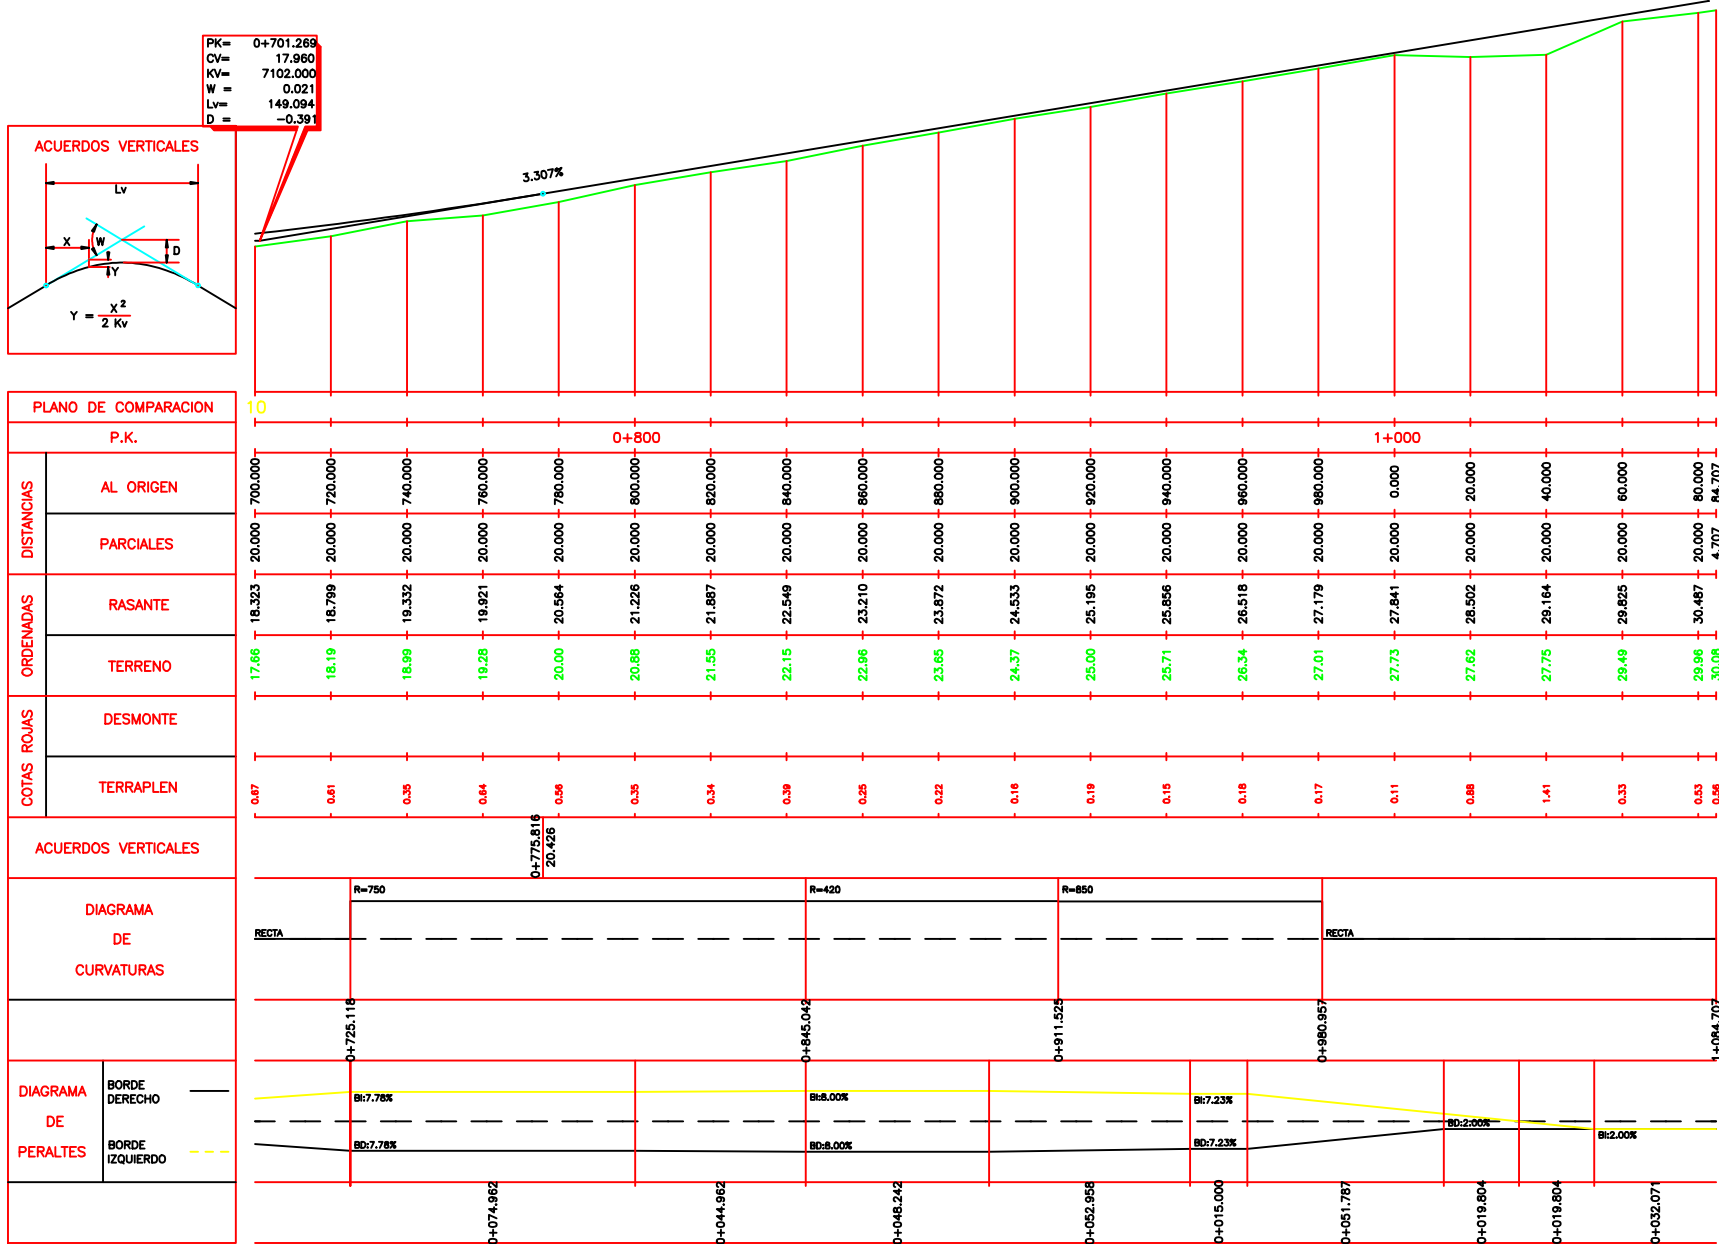 PK= 0+701.269
CV= 17.960
KV= 7102.000
W = 0.021
Lv= 149.094
D = -0.391
ACUERDOS VERTICALES
Lv
X
W
D
Y
Y = X² / 2 Kv
3.307%
PLANO DE COMPARACION 10
P.K. 0+800 1+000
DISTANCIAS
AL ORIGEN 700.000 720.000 740.000 760.000 780.000 800.000 820.000 840.000 860.000 880.000 900.000 920.000 940.000 960.000 980.000 0.000 20.000 40.000 60.000 80.000 84.707
PARCIALES 20.000 20.000 20.000 20.000 20.000 20.000 20.000 20.000 20.000 20.000 20.000 20.000 20.000 20.000 20.000 20.000 20.000 20.000 20.000 20.000 4.707
ORDENADAS
RASANTE 18.323 18.799 19.332 19.921 20.564 21.226 21.887 22.549 23.210 23.872 24.533 25.195 25.856 26.518 27.179 27.841 28.502 29.164 29.825 30.487
TERRENO 17.66 18.19 18.99 19.28 20.00 20.88 21.55 22.15 22.96 23.65 24.37 25.00 25.71 26.34 27.01 27.73 27.62 27.75 29.49 29.96 30.08
COTAS ROJAS
DESMONTE
TERRAPLEN 0.67 0.61 0.35 0.64 0.56 0.35 0.34 0.39 0.25 0.22 0.16 0.19 0.15 0.18 0.17 0.11 0.88 1.41 0.33 0.53 0.56
ACUERDOS VERTICALES 0+775.816 20.426
DIAGRAMA
DE
CURVATURAS
RECTA R=750 R=420 R=850 RECTA
0+725.118 0+845.042 0+911.525 0+980.957 1+084.707
DIAGRAMA
DE
PERALTES
BORDE
DERECHO
BORDE
IZQUIERDO
BI:7.78% BI:8.00% BI:7.23% BI:2.00%
BD:7.78% BD:8.00% BD:7.23% BD:2.00%
0+074.962 0+044.962 0+048.242 0+052.958 0+015.000 0+051.787 0+019.804 0+019.804 0+032.071